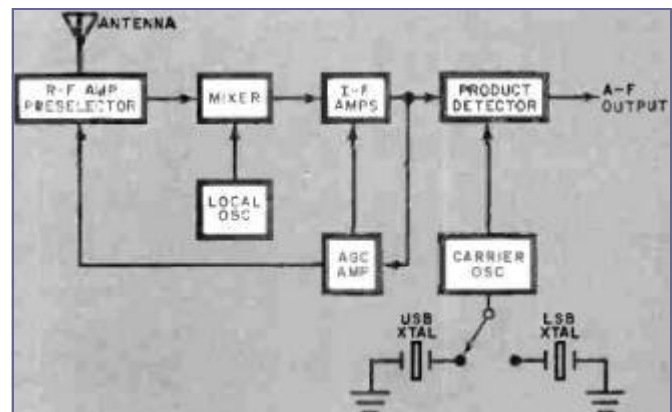 ANTENNA
R-F AMP
PRESELECTOR
MIXER
I-F
AMPS
PRODUCT
DETECTOR
A-F
OUTPUT
LOCAL
OSC
AGC
AMP
CARRIER
OSC
USB
XTAL
LSB
XTAL